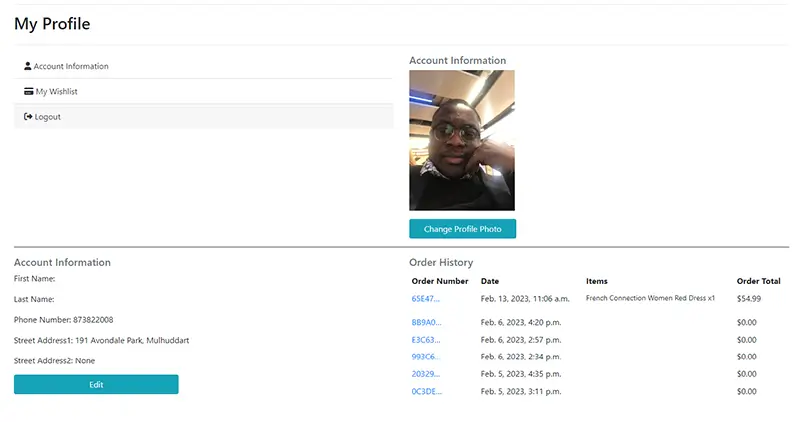 My Profile
Account Information
My Wishlist
Logout
Account Information
Change Profile Photo
Account Information
First Name:
Last Name:
Phone Number: 873822008
Street Address1: 191 Avondale Park, Mulhuddart
Street Address2: None
Edit
Order History
Order Number Date Items Order Total
65E47... Feb. 13, 2023, 11:06 a.m. French Connection Women Red Dress x1 $54.99
BB9A0... Feb. 6, 2023, 4:20 p.m. $0.00
E3C63... Feb. 6, 2023, 2:57 p.m. $0.00
993C6... Feb. 6, 2023, 2:34 p.m. $0.00
20329... Feb. 5, 2023, 4:35 p.m. $0.00
0C3DE... Feb. 5, 2023, 3:11 p.m. $0.00